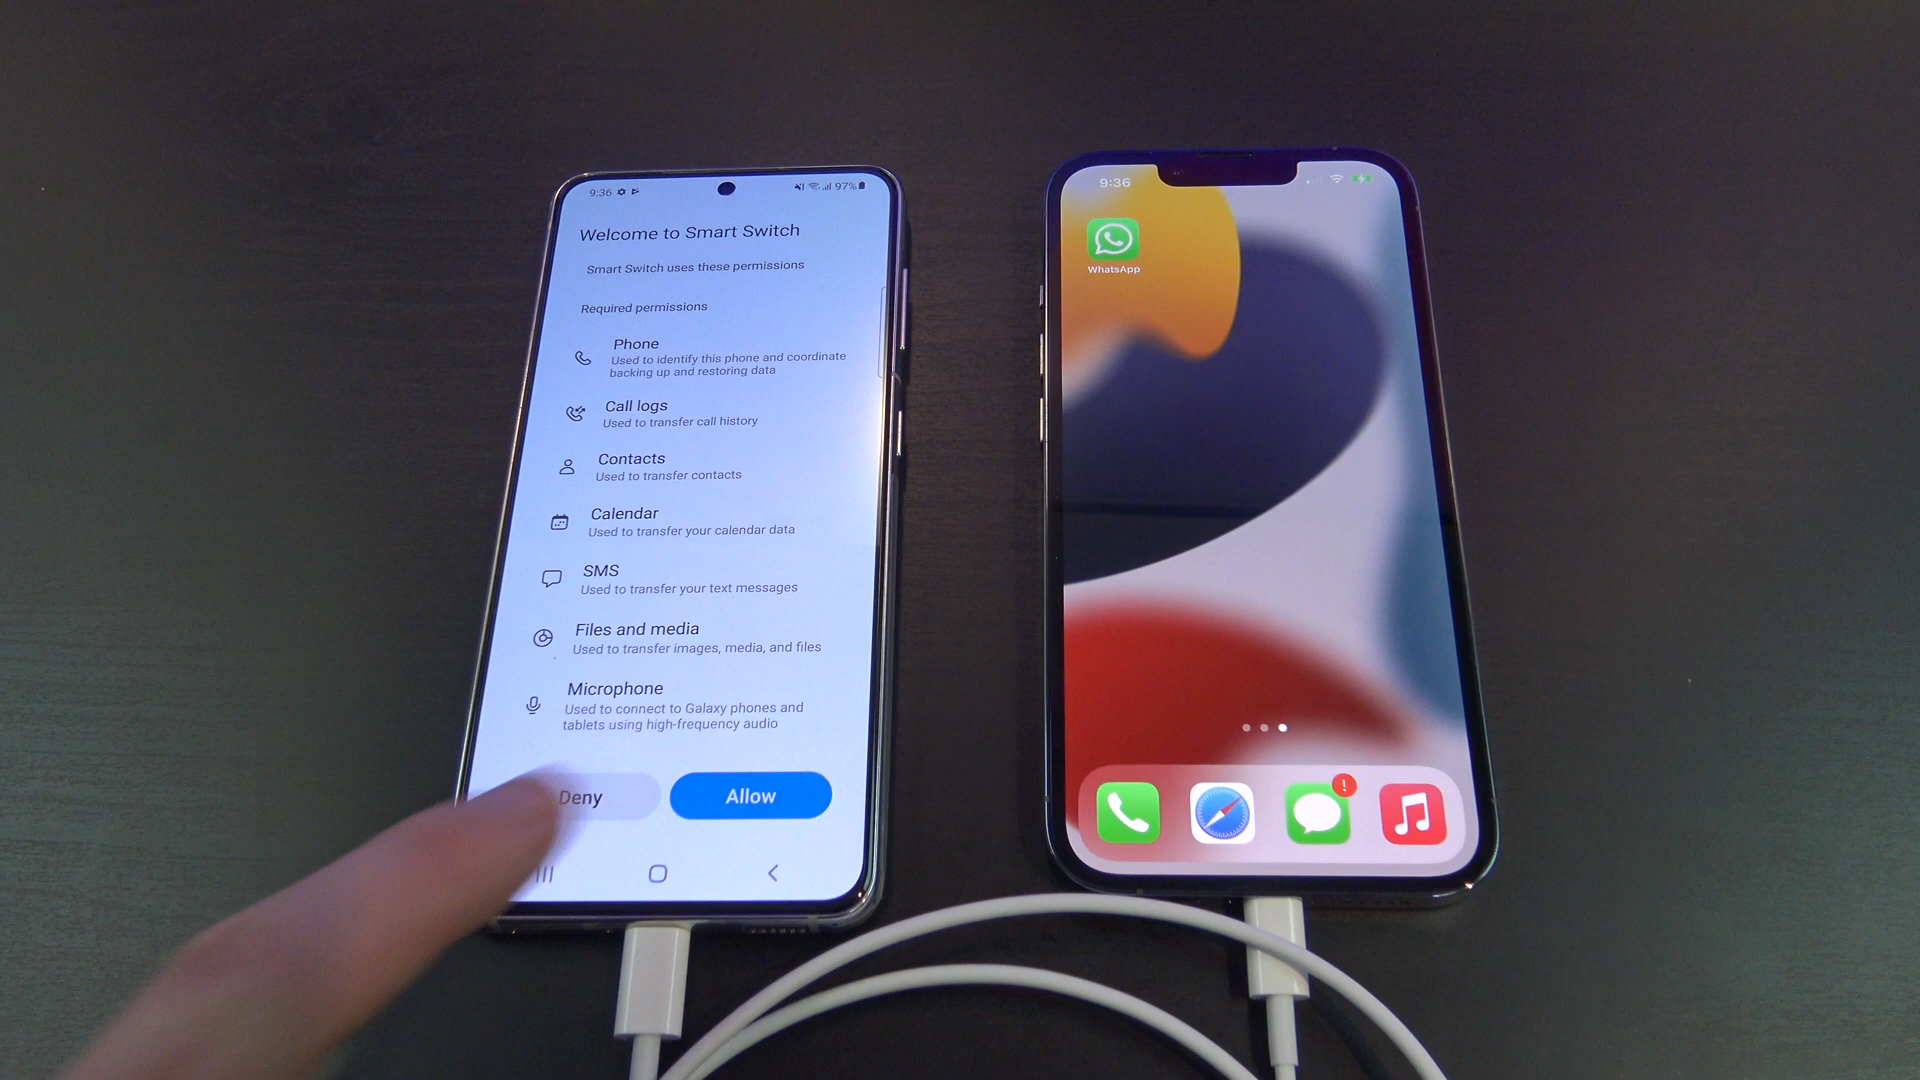 9:36
97%
Welcome to Smart Switch
Smart Switch uses these permissions
Required permissions
Phone
Used to identify this phone and coordinate
backing up and restoring data
Call logs
Used to transfer call history
Contacts
Used to transfer contacts
Calendar
Used to transfer your calendar data
SMS
Used to transfer your text messages
Files and media
Used to transfer images, media, and files
Microphone
Used to connect to Galaxy phones and
tablets using high-frequency audio
Deny
Allow
9:36
WhatsApp
!